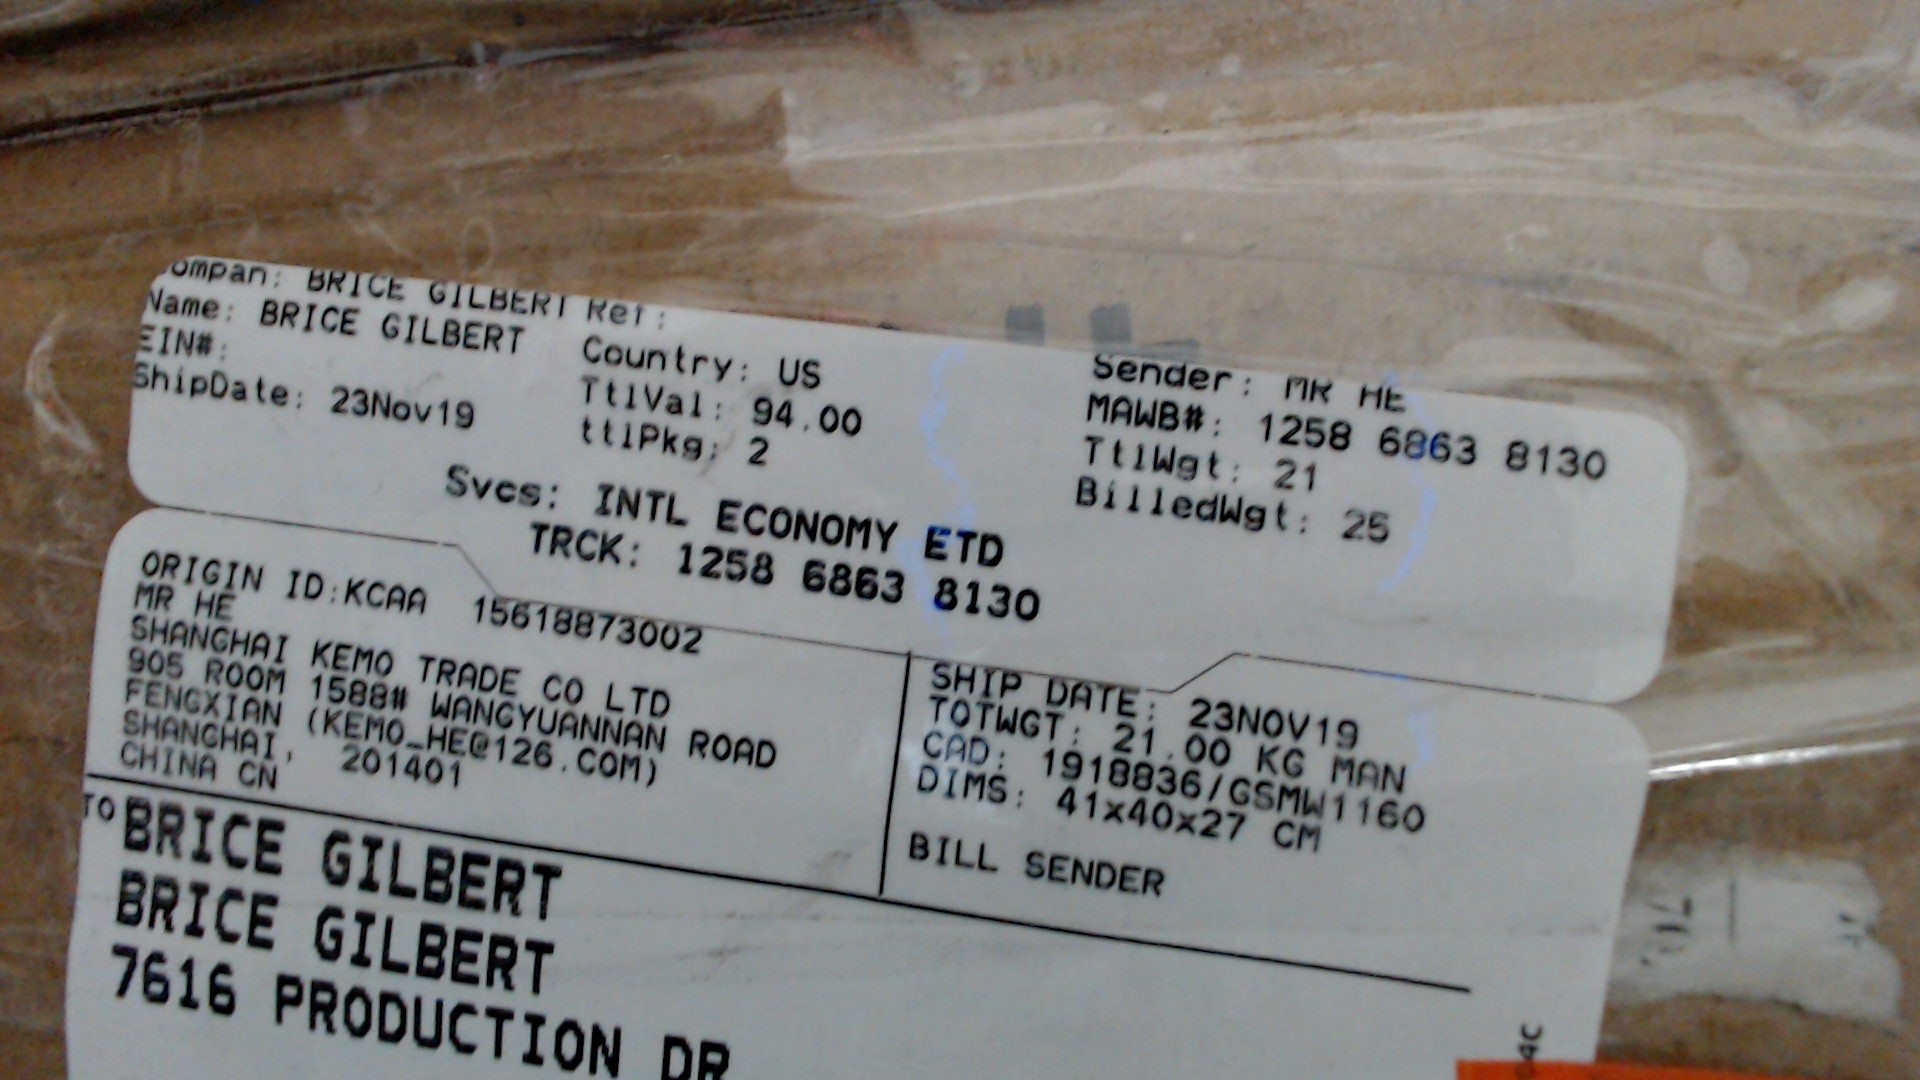 ompan: BRICE GILBERT Ref:
Name: BRICE GILBERT
EIN#:
Country: US
ShipDate: 23Nov19
TtlVal: 94.00
ttlPkg: 2
Sender: MR HE
MAWB#: 1258 6863 8130
TtlWgt: 21
BilledWgt: 25
Svcs: INTL ECONOMY ETD
TRCK: 1258 6863 8130
ORIGIN ID:KCAA 15618873002
MR HE
SHANGHAI KEMO TRADE CO LTD
905 ROOM 1588# WANGYUANNAN ROAD
FENGXIAN (KEMO_HE@126.COM)
SHANGHAI, 201401
CHINA CN
SHIP DATE: 23NOV19
TOTWGT: 21.00 KG MAN
CAD: 1918836/GSMW1160
DIMS: 41x40x27 CM
BILL SENDER
TO BRICE GILBERT
BRICE GILBERT
7616 PRODUCTION DR